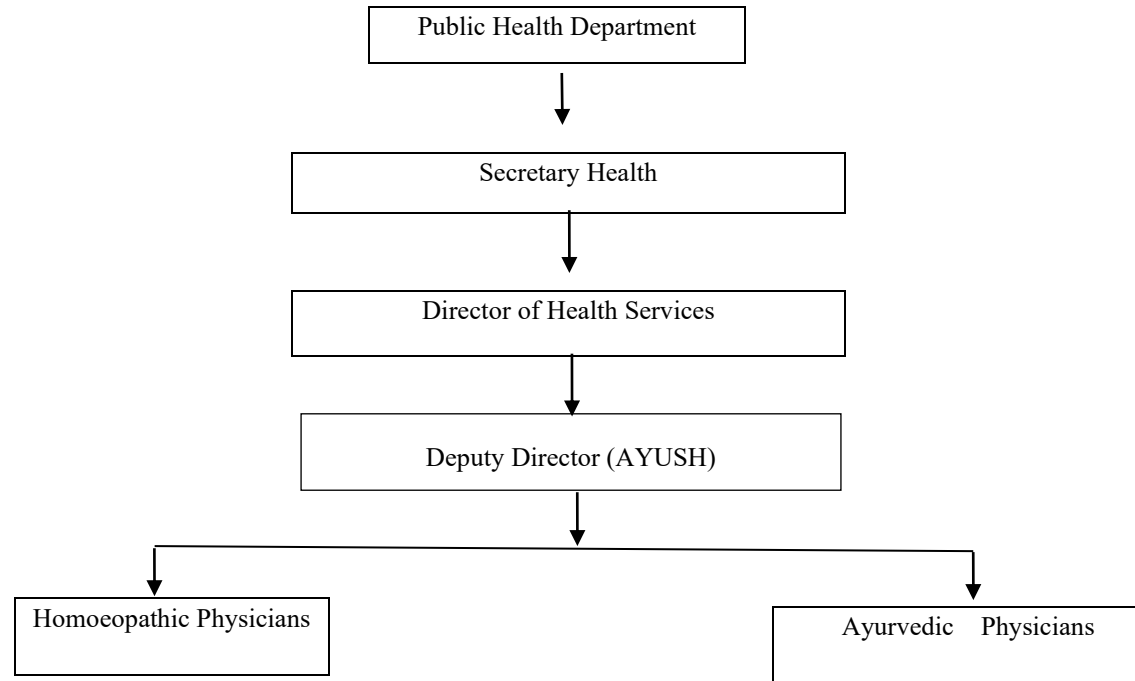 Public Health Department
Secretary Health
Director of Health Services
Deputy Director (AYUSH)
Homoeopathic Physicians
Ayurvedic Physicians